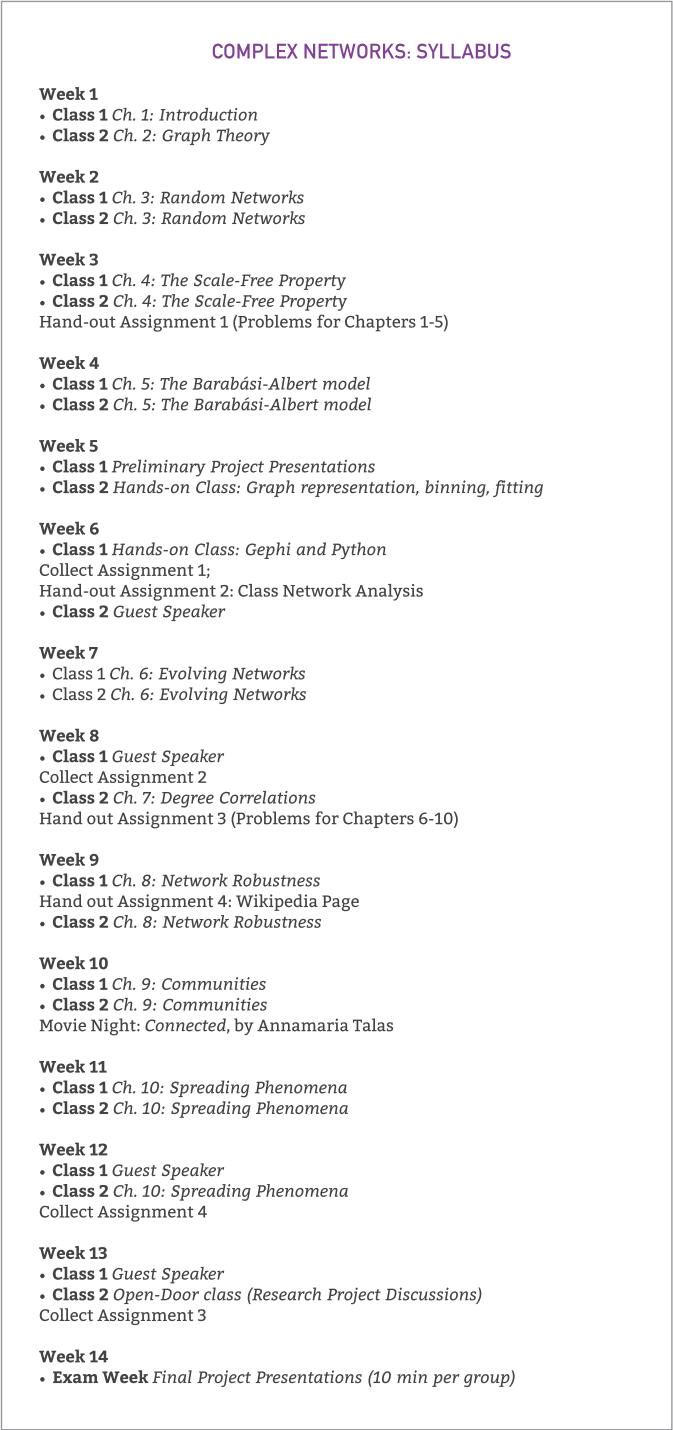 COMPLEX NETWORKS: SYLLABUS
Week 1
• Class 1 Ch. 1: Introduction
• Class 2 Ch. 2: Graph Theory
Week 2
• Class 1 Ch. 3: Random Networks
• Class 2 Ch. 3: Random Networks
Week 3
• Class 1 Ch. 4: The Scale-Free Property
• Class 2 Ch. 4: The Scale-Free Property
Hand-out Assignment 1 (Problems for Chapters 1-5)
Week 4
• Class 1 Ch. 5: The Barabási-Albert model
• Class 2 Ch. 5: The Barabási-Albert model
Week 5
• Class 1 Preliminary Project Presentations
• Class 2 Hands-on Class: Graph representation, binning, fitting
Week 6
• Class 1 Hands-on Class: Gephi and Python
Collect Assignment 1;
Hand-out Assignment 2: Class Network Analysis
• Class 2 Guest Speaker
Week 7
• Class 1 Ch. 6: Evolving Networks
• Class 2 Ch. 6: Evolving Networks
Week 8
• Class 1 Guest Speaker
Collect Assignment 2
• Class 2 Ch. 7: Degree Correlations
Hand out Assignment 3 (Problems for Chapters 6-10)
Week 9
• Class 1 Ch. 8: Network Robustness
Hand out Assignment 4: Wikipedia Page
• Class 2 Ch. 8: Network Robustness
Week 10
• Class 1 Ch. 9: Communities
• Class 2 Ch. 9: Communities
Movie Night: Connected, by Annamaria Talas
Week 11
• Class 1 Ch. 10: Spreading Phenomena
• Class 2 Ch. 10: Spreading Phenomena
Week 12
• Class 1 Guest Speaker
• Class 2 Ch. 10: Spreading Phenomena
Collect Assignment 4
Week 13
• Class 1 Guest Speaker
• Class 2 Open-Door class (Research Project Discussions)
Collect Assignment 3
Week 14
• Exam Week Final Project Presentations (10 min per group)